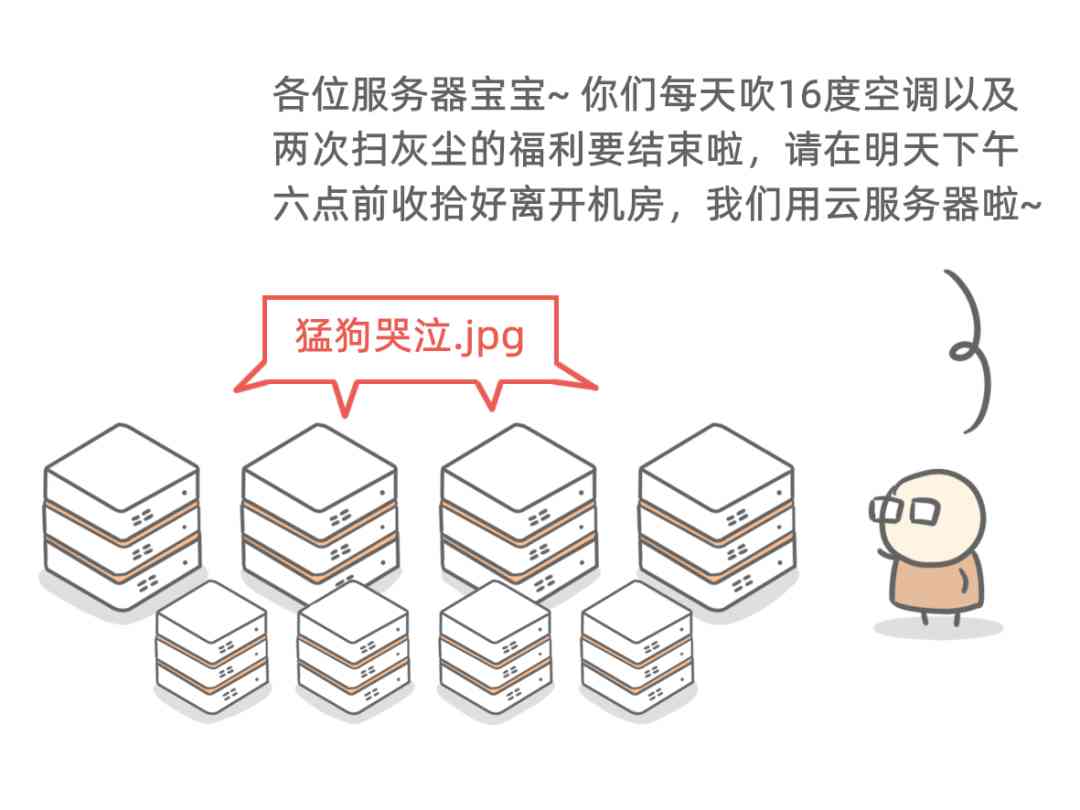 各位服务器宝宝~ 你们每天吹16度空调以及
两次扫灰尘的福利要结束啦，请在明天下午
六点前收拾好离开机房，我们用云服务器啦~
猛狗哭泣.jpg